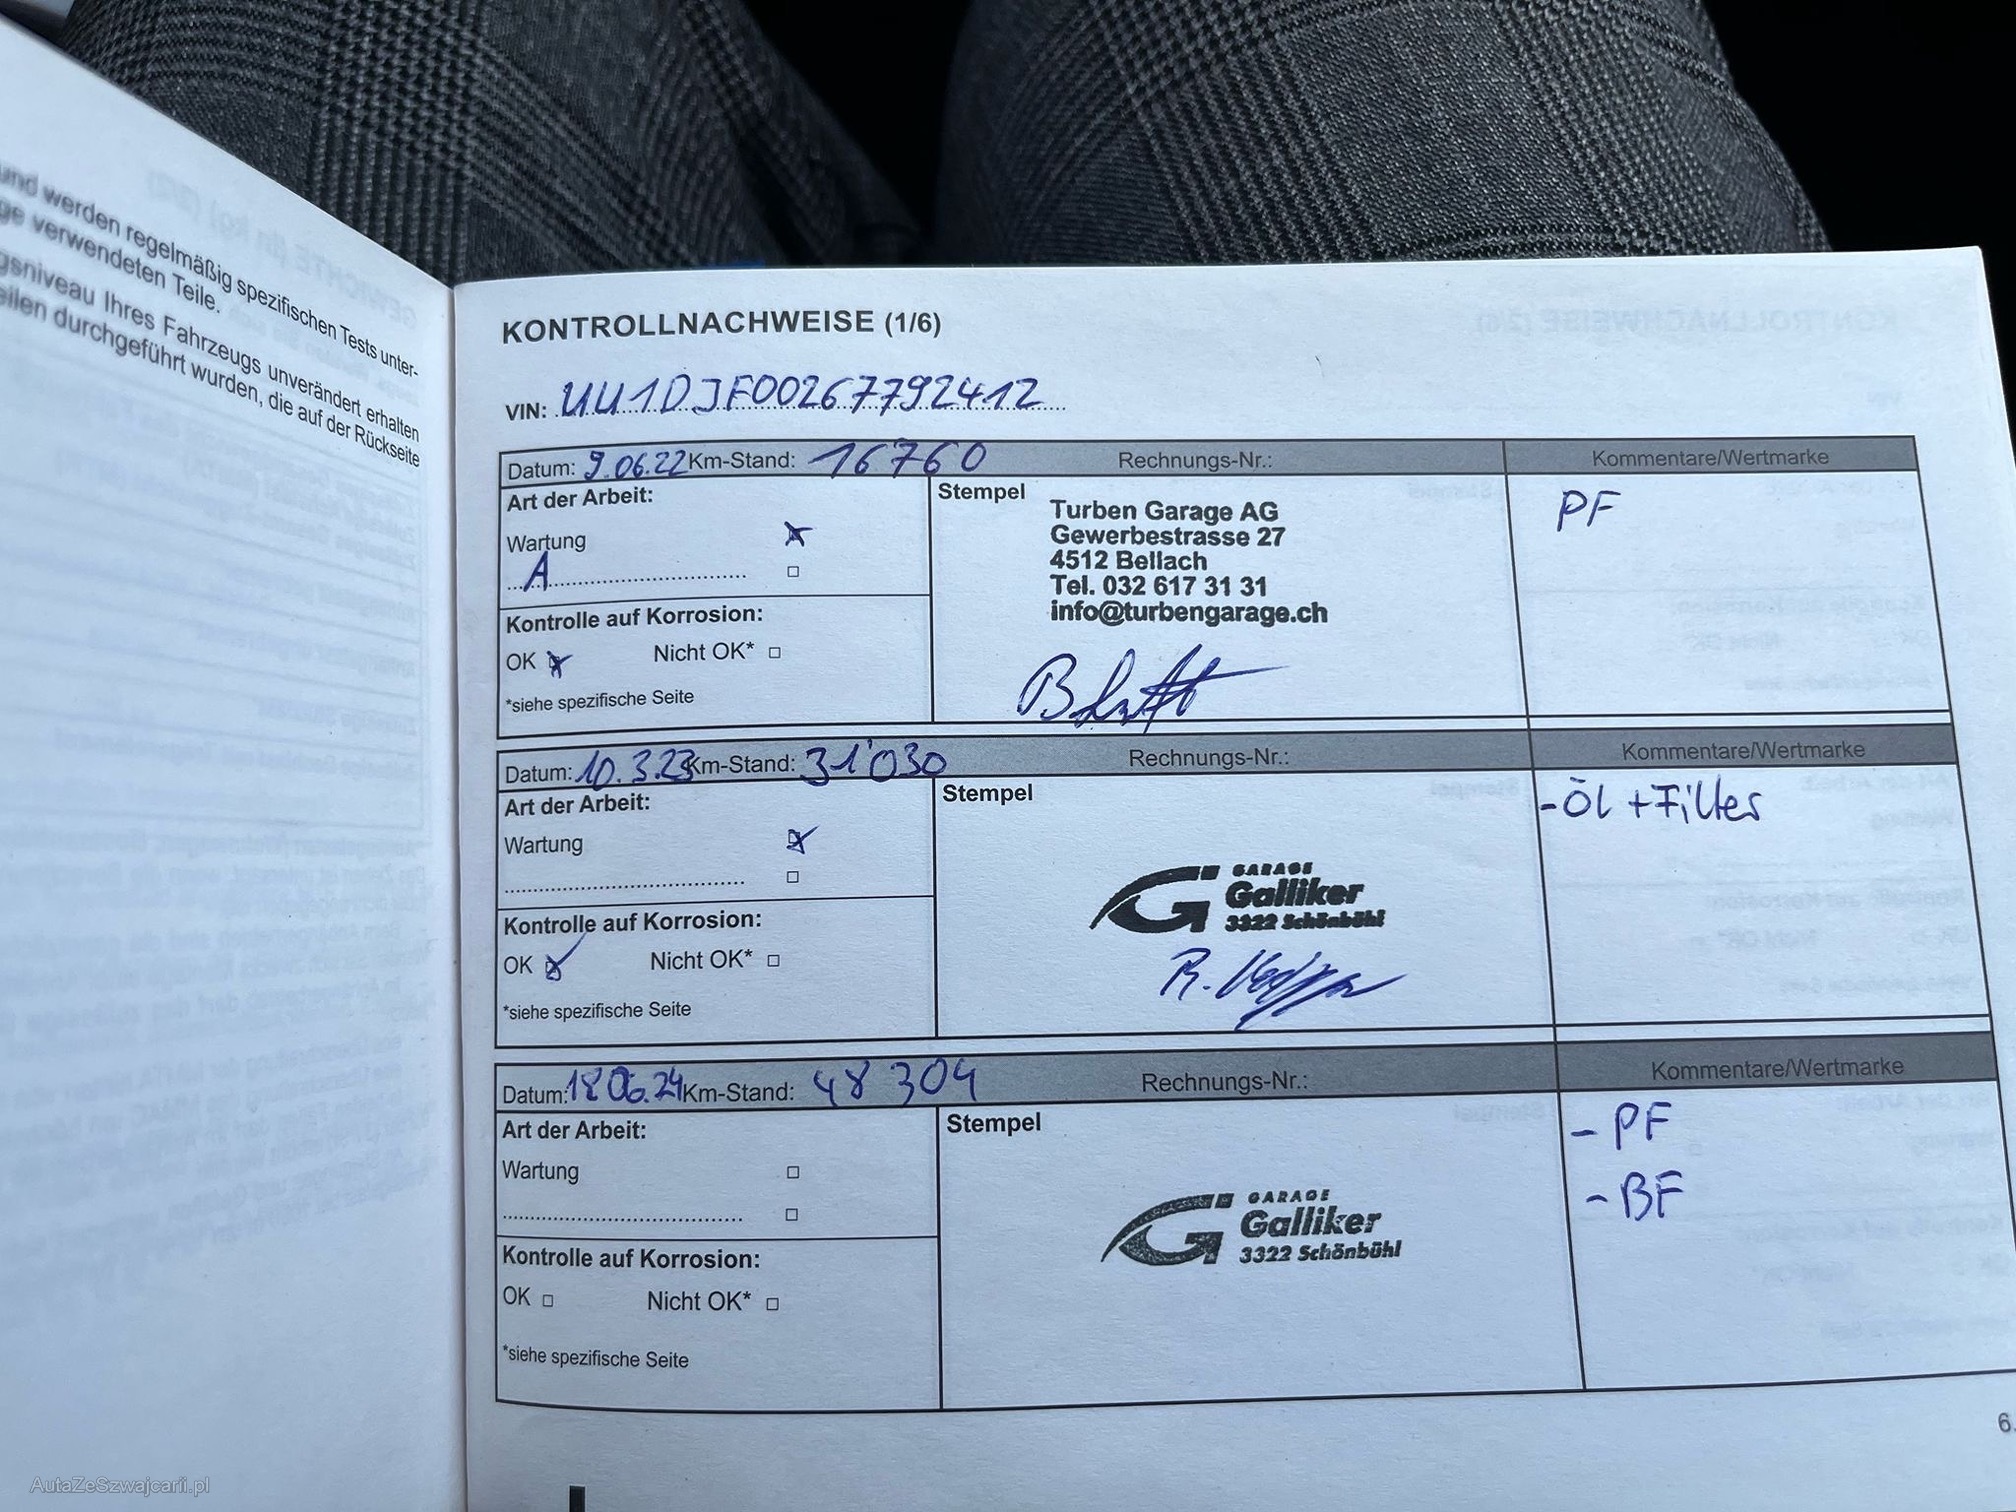 und werden regelmäßig spezifischen Tests unter-
ge verwendeten Teile.
gsniveau Ihres Fahrzeugs unverändert erhalten
eilen durchgeführt wurden, die auf der Rückseite
KONTROLLNACHWEISE (1/6)
VIN: UU1DJF00267792412
Datum: 9.06.22 Km-Stand: 16760 Rechnungs-Nr.: Kommentare/Wertmarke
Art der Arbeit:
Stempel
Wartung
A
Turben Garage AG
Gewerbestrasse 27
4512 Bellach
Tel. 032 617 31 31
info@turbengarage.ch
PF
Kontrolle auf Korrosion:
OK Nicht OK*
*siehe spezifische Seite
Datum: 10.3.23 Km-Stand: 31'030 Rechnungs-Nr.: Kommentare/Wertmarke
Art der Arbeit:
Stempel
Wartung
GARAGE
Galliker
3322 Schönbühl
- Öl + Filter
Kontrolle auf Korrosion:
OK Nicht OK*
*siehe spezifische Seite
Datum: 18 06.24 Km-Stand: 48 304 Rechnungs-Nr.: Kommentare/Wertmarke
Art der Arbeit:
Stempel
Wartung
GARAGE
Galliker
3322 Schönbühl
- PF
- BF
Kontrolle auf Korrosion:
OK Nicht OK*
*siehe spezifische Seite
6.
AutaZeSzwajcarii.pl